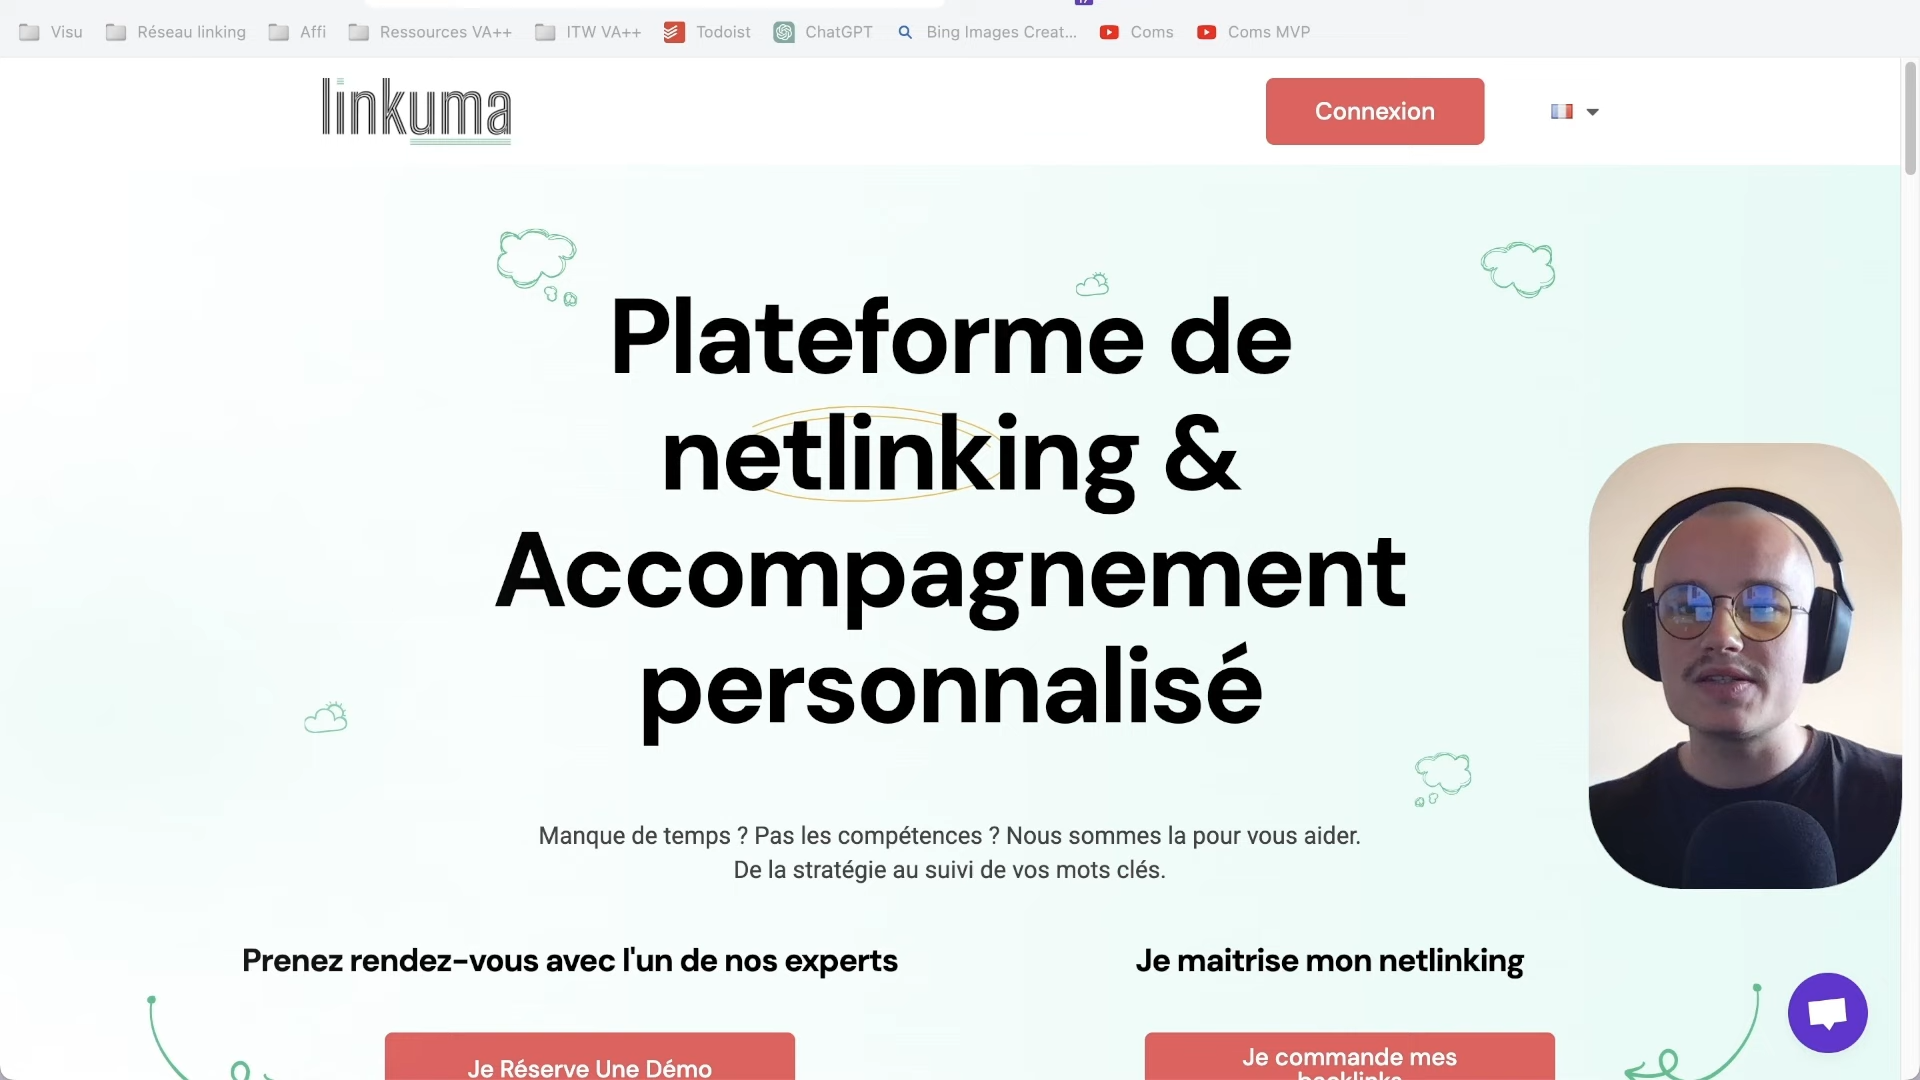 Visu Réseau linking Affi Ressources VA++ ITW VA++ Todoist ChatGPT Bing Images Creat... Coms Coms MVP
linkuma
Connexion
Plateforme de
netlinking &
Accompagnement
personnalisé
Manque de temps ? Pas les compétences ? Nous sommes la pour vous aider.
De la stratégie au suivi de vos mots clés.
Prenez rendez-vous avec l'un de nos experts
Je maitrise mon netlinking
Je Réserve Une Démo
Je commande mes
backlinks